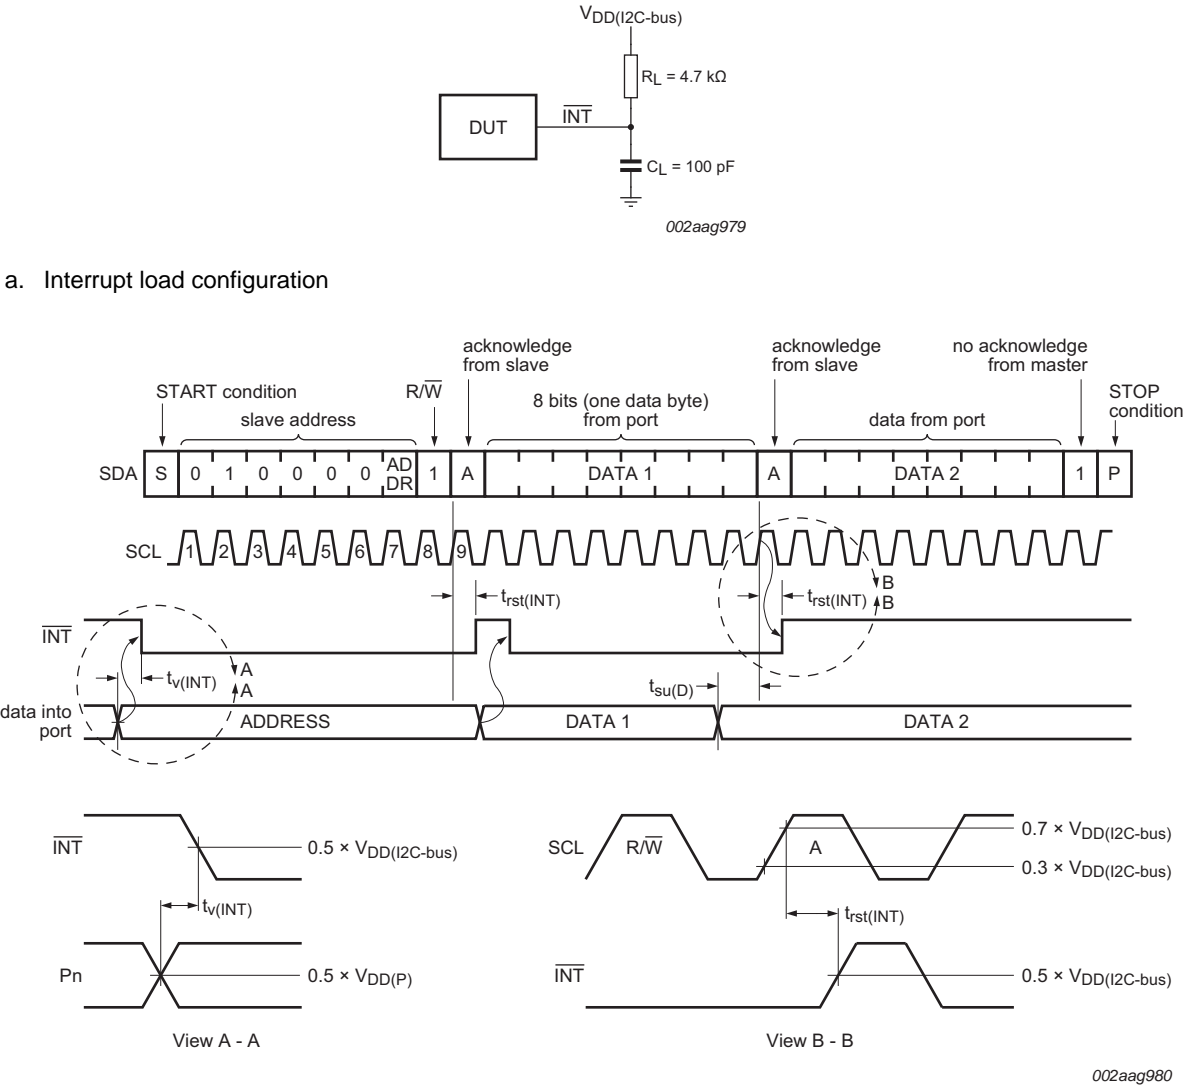 VDD(I2C-bus)
RL = 4.7 kΩ
DUT
INT
CL = 100 pF
002aag979
a. Interrupt load configuration
acknowledge
from slave
acknowledge
from slave
no acknowledge
from master
START condition
R/W
8 bits (one data byte)
from port
STOP
condition
slave address
data from port
SDA S 0 1 0 0 0 0 AD
DR 1 A DATA 1 A DATA 2 1 P
SCL 1 2 3 4 5 6 7 8 9
B
B
trst(INT)
trst(INT)
INT
A
A
tv(INT)
tsu(D)
data into
port
ADDRESS
DATA 1
DATA 2
INT
0.5 × VDD(I2C-bus)
tv(INT)
Pn
0.5 × VDD(P)
View A - A
SCL
R/W
A
0.7 × VDD(I2C-bus)
0.3 × VDD(I2C-bus)
trst(INT)
INT
0.5 × VDD(I2C-bus)
View B - B
002aag980